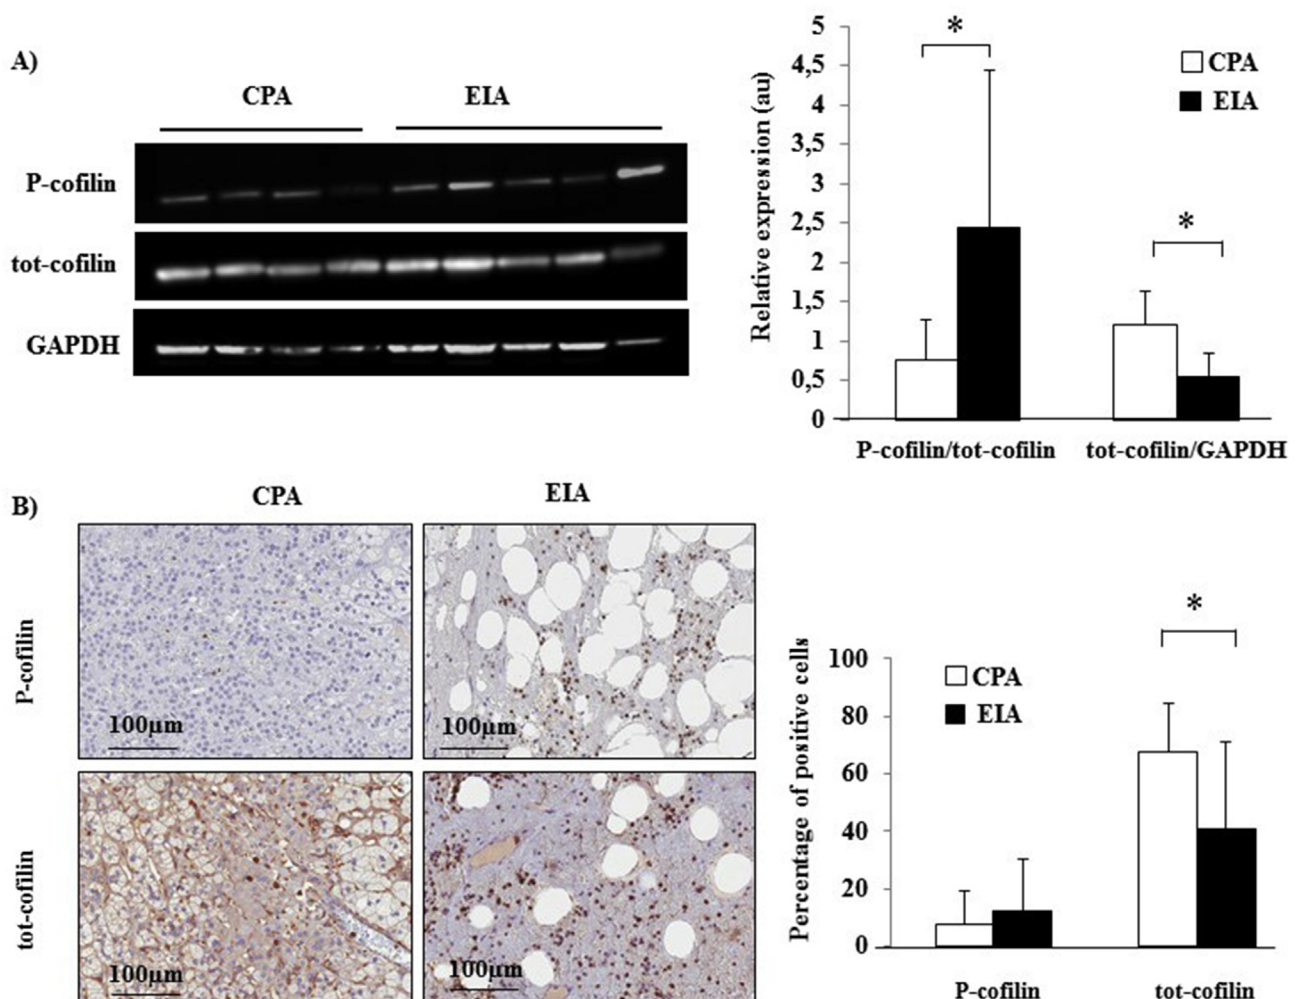 A)
CPA
EIA
P-cofilin
tot-cofilin
GAPDH
Relative expression (au)
5
4,5
4
3,5
3
2,5
2
1,5
1
0,5
0
*
*
CPA
EIA
P-cofilin/tot-cofilin
tot-cofilin/GAPDH
B)
CPA
EIA
P-cofilin
100µm
100µm
tot-cofilin
100µm
100µm
Percentage of positive cells
100
80
60
40
20
0
*
CPA
EIA
P-cofilin
tot-cofilin